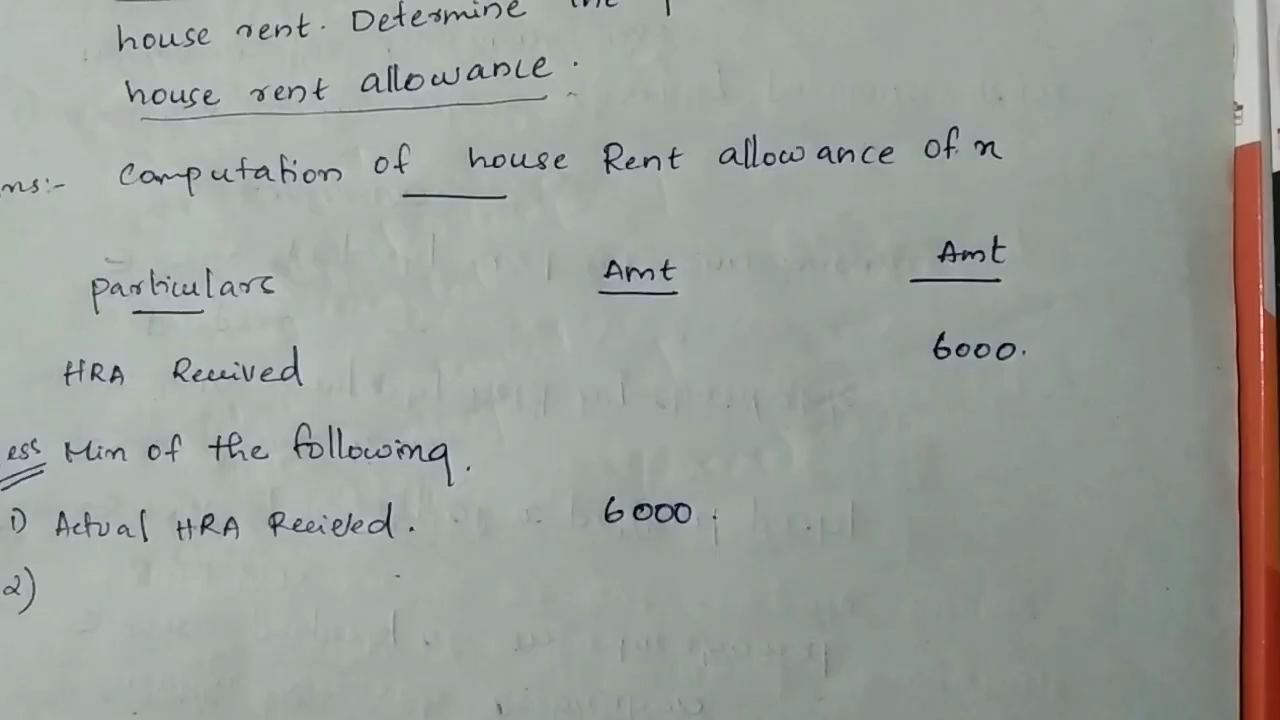 house rent. Determine the
house rent allowance.
ns:- Computation of house Rent allowance of x
Particulars Amt Amt
HRA Received 6000.
ess Min of the following.
1) Actual HRA Recieved. 6000.
2)